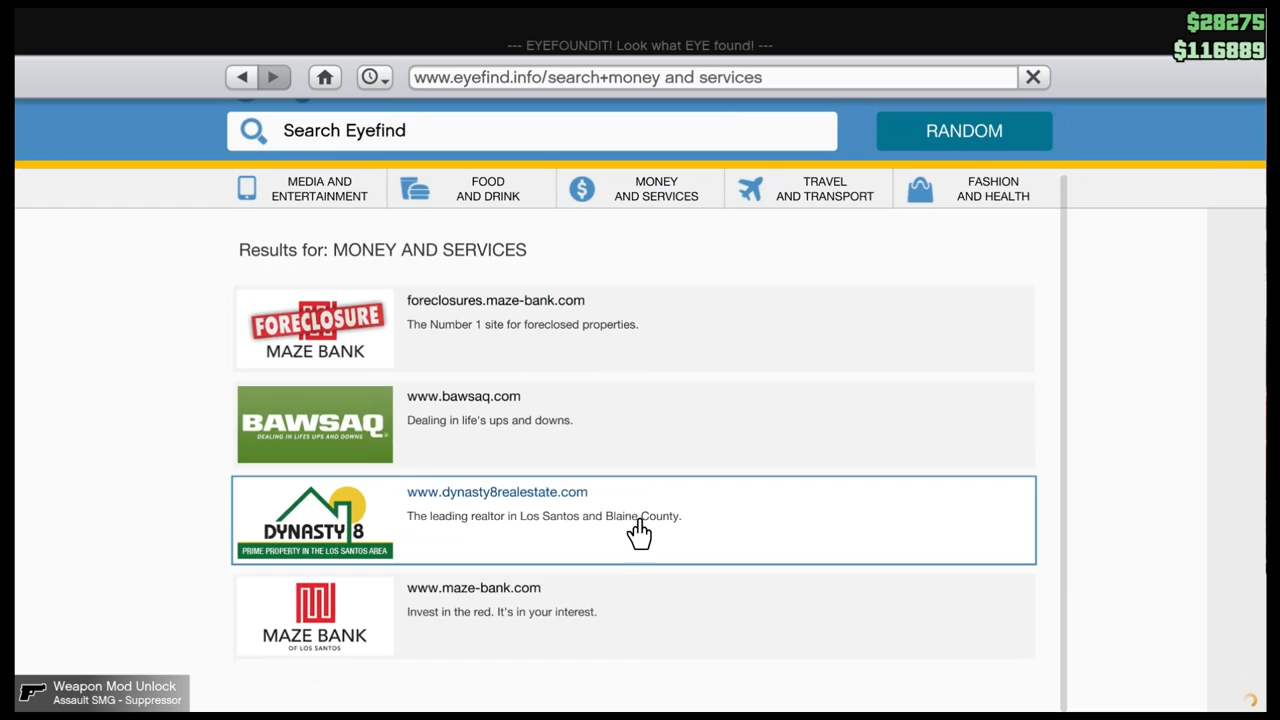 $28275
--- EYEFOUNDIT! Look what EYE found! ---
$116889
www.eyefind.info/search+money and services
Search Eyefind
RANDOM
MEDIA AND
ENTERTAINMENT
FOOD
AND DRINK
MONEY
AND SERVICES
TRAVEL
AND TRANSPORT
FASHION
AND HEALTH
Results for: MONEY AND SERVICES
FORECLOSURE
MAZE BANK
foreclosures.maze-bank.com
The Number 1 site for foreclosed properties.
BAWSAQ
DEALING IN LIFES UPS AND DOWNS
www.bawsaq.com
Dealing in life's ups and downs.
DYNASTY 8
PRIME PROPERTY IN THE LOS SANTOS AREA
www.dynasty8realestate.com
The leading realtor in Los Santos and Blaine County.
MAZE BANK
OF LOS SANTOS
www.maze-bank.com
Invest in the red. It's in your interest.
Weapon Mod Unlock
Assault SMG - Suppressor